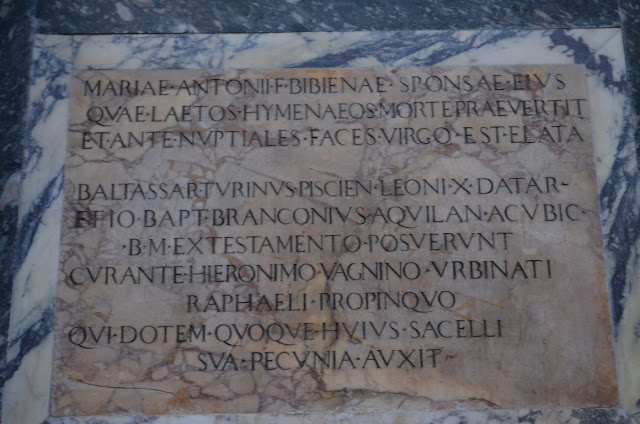 MARIAE·ANTONII·F·BIBIENAE·SPONSAE·EIVS
QVAE·LAETOS·HYMENAEOS·MORTE·PRAEVERTIT
ET·ANTE·NVPTIALES·FACES·VIRGO·EST·ELATA
BALTASSAR·TVRINVS·PISCIEN·LEONI·X·DATAR·
ET·IO·BAPT·BRANCONIVS·AQVILAN·A·CVBIC·
·B·M·EX·TESTAMENTO·POSVERVNT
CVRANTE·HIERONIMO·VAGNINO·VRBINATI
RAPHAELI·PROPINQVO
QVI·DOTEM·QVOQVE·HVIVS·SACELLI
SVA·PECVNIA·AVXIT